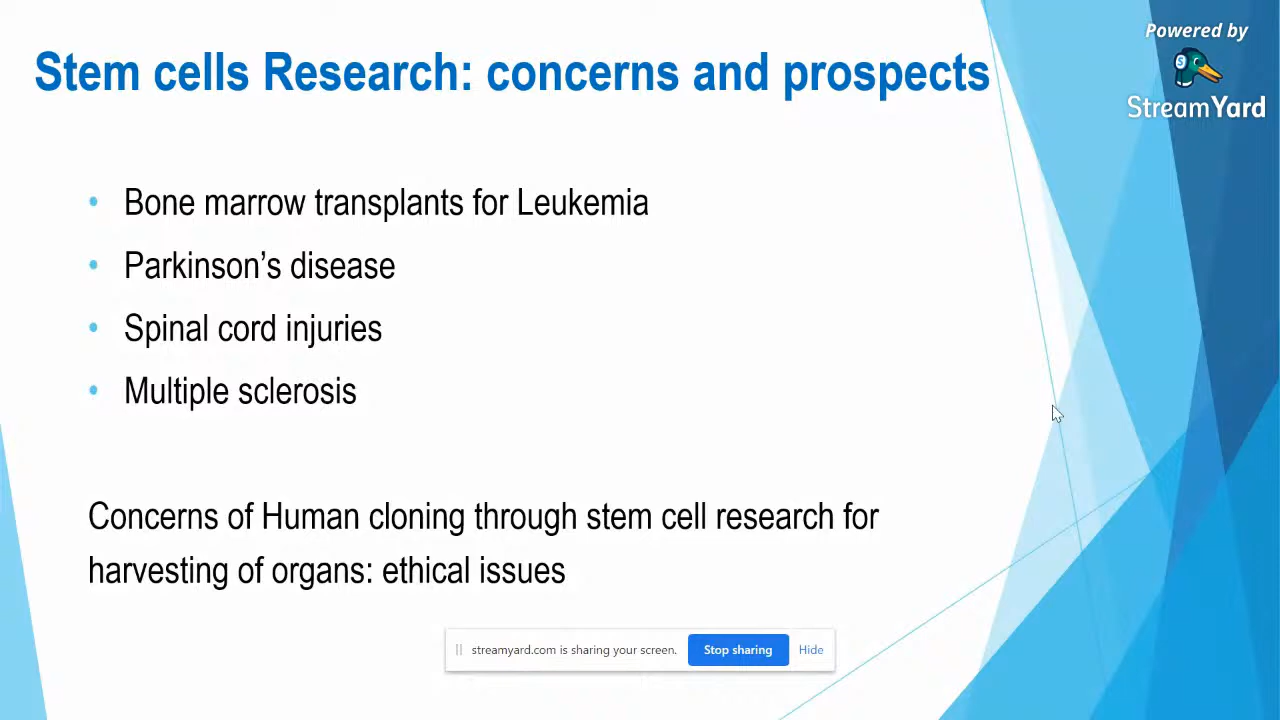 Stem cells Research: concerns and prospects
Powered by
StreamYard
• Bone marrow transplants for Leukemia
• Parkinson’s disease
• Spinal cord injuries
• Multiple sclerosis
Concerns of Human cloning through stem cell research for
harvesting of organs: ethical issues
streamyard.com is sharing your screen. Stop sharing Hide